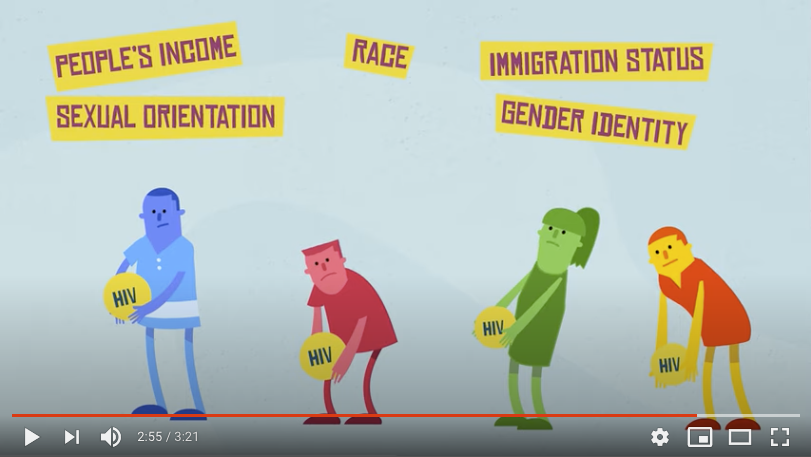 PEOPLE'S INCOME
RACE
IMMIGRATION STATUS
SEXUAL ORIENTATION
GENDER IDENTITY
HIV
HIV
HIV
HIV
2:55 / 3:21